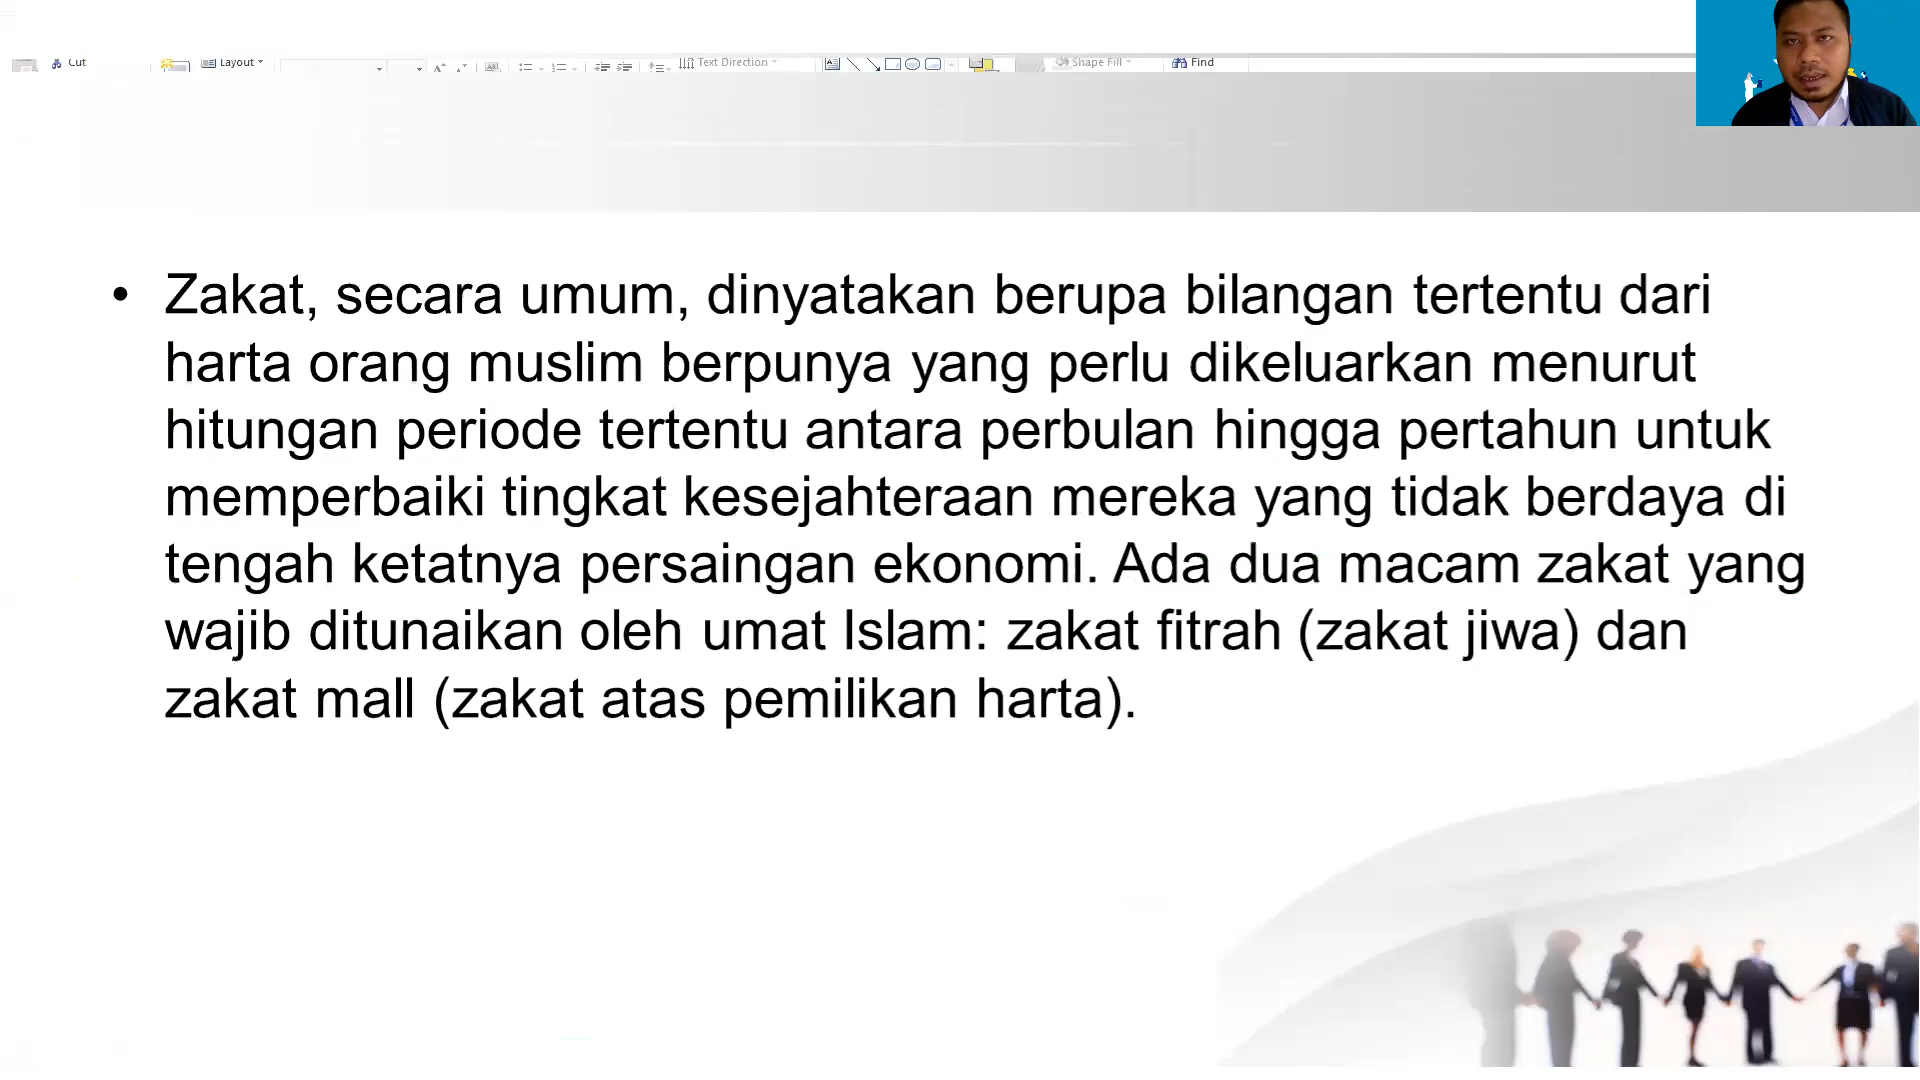 Cut
Layout
Text Direction
Shape Fill
Find
• Zakat, secara umum, dinyatakan berupa bilangan tertentu dari
harta orang muslim berpunya yang perlu dikeluarkan menurut
hitungan periode tertentu antara perbulan hingga pertahun untuk
memperbaiki tingkat kesejahteraan mereka yang tidak berdaya di
tengah ketatnya persaingan ekonomi. Ada dua macam zakat yang
wajib ditunaikan oleh umat Islam: zakat fitrah (zakat jiwa) dan
zakat mall (zakat atas pemilikan harta).